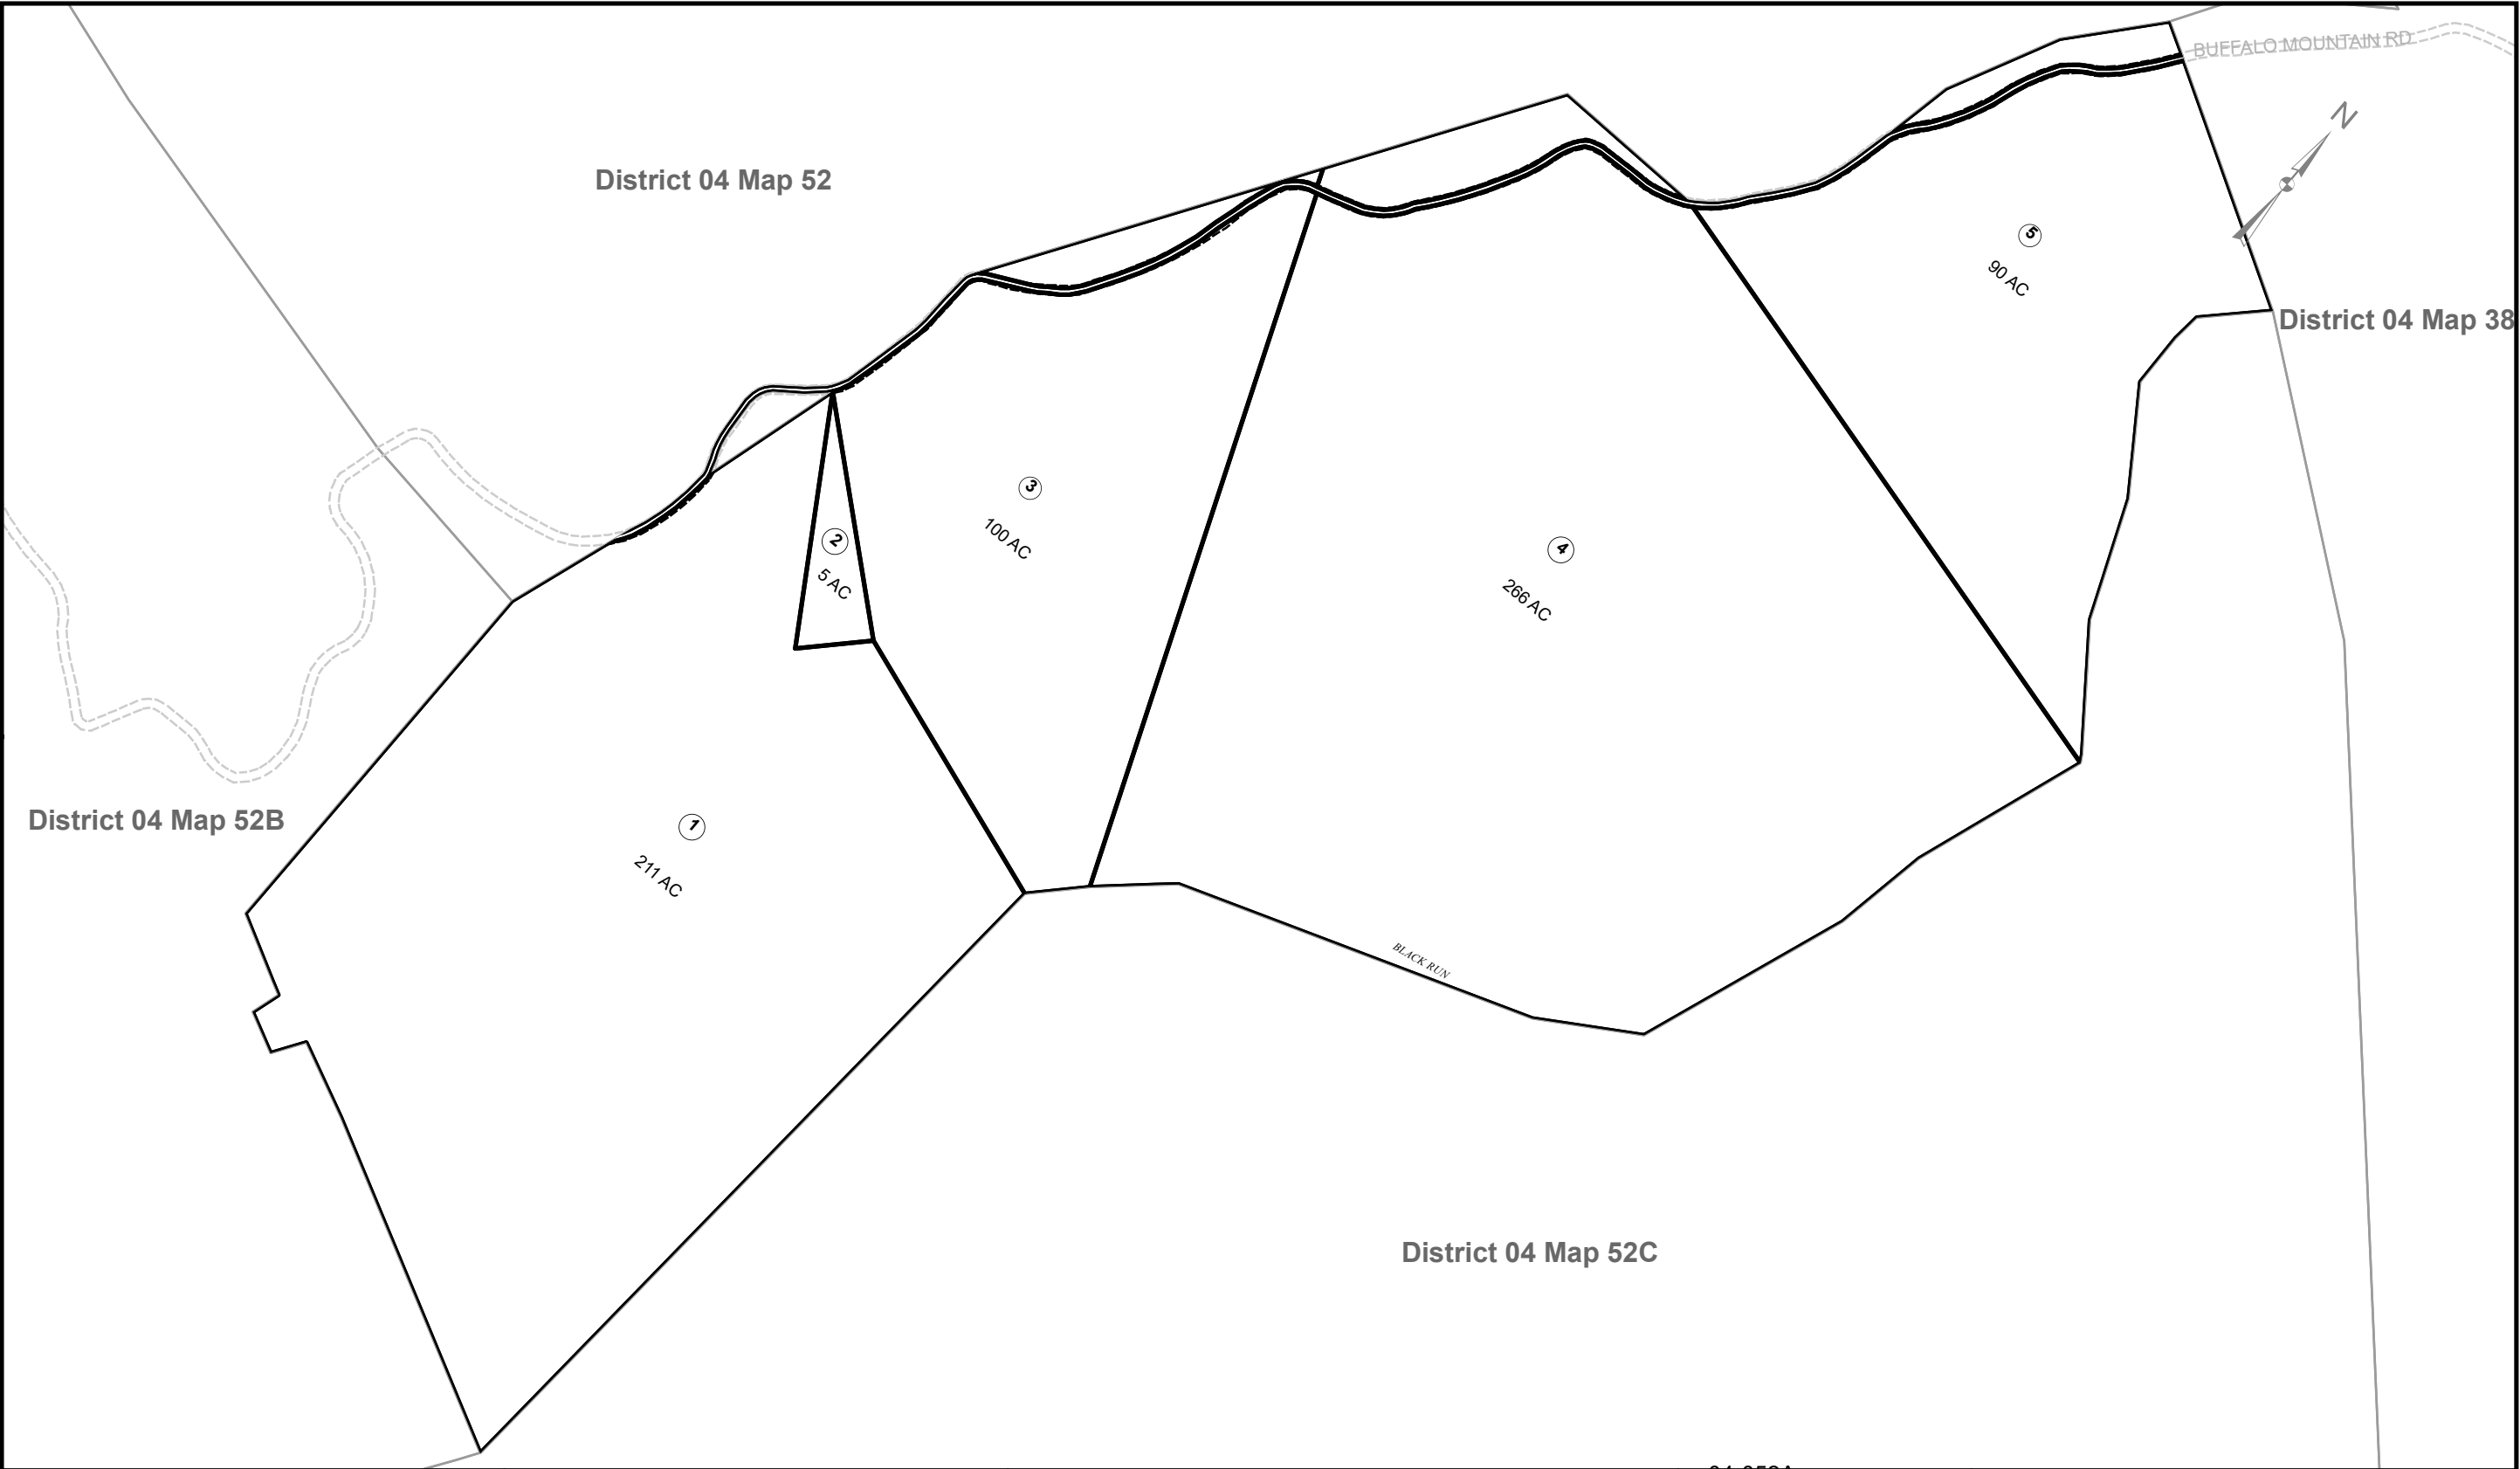 BUFFALO MOUNTAIN RD
N
District 04 Map 52
5
90 AC
District 04 Map 38
3
100 AC
2
5 AC
4
266 AC
District 04 Map 52B
1
211 AC
BLACK RUN
District 04 Map 52C